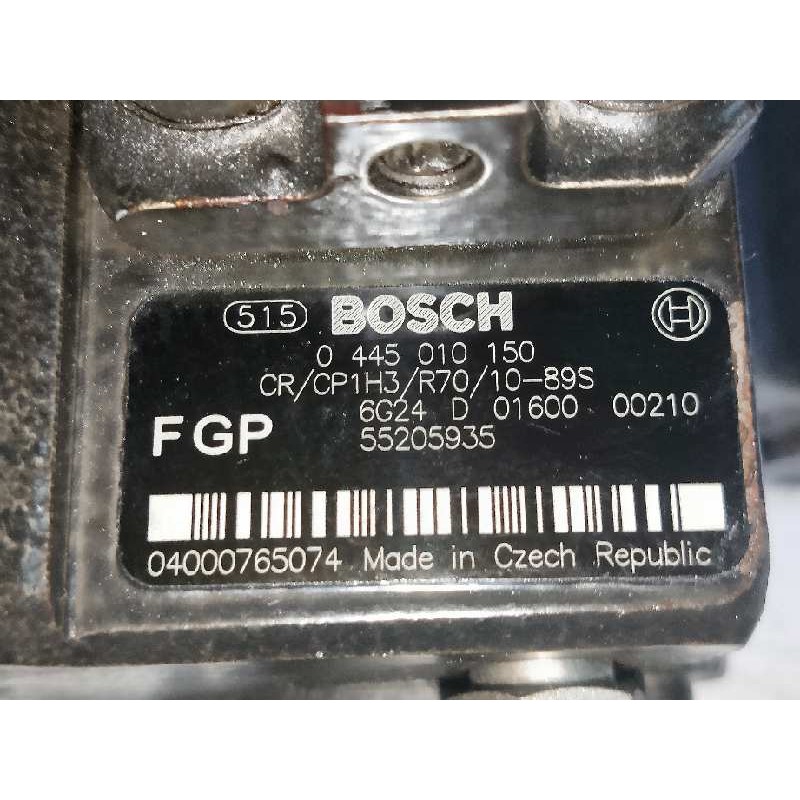 515 BOSCH H
0 445 010 150
CR/CP1H3/R70/10-89S
6G24 D 01600 00210
FGP 55205935
04000765074 Made in Czech Republic